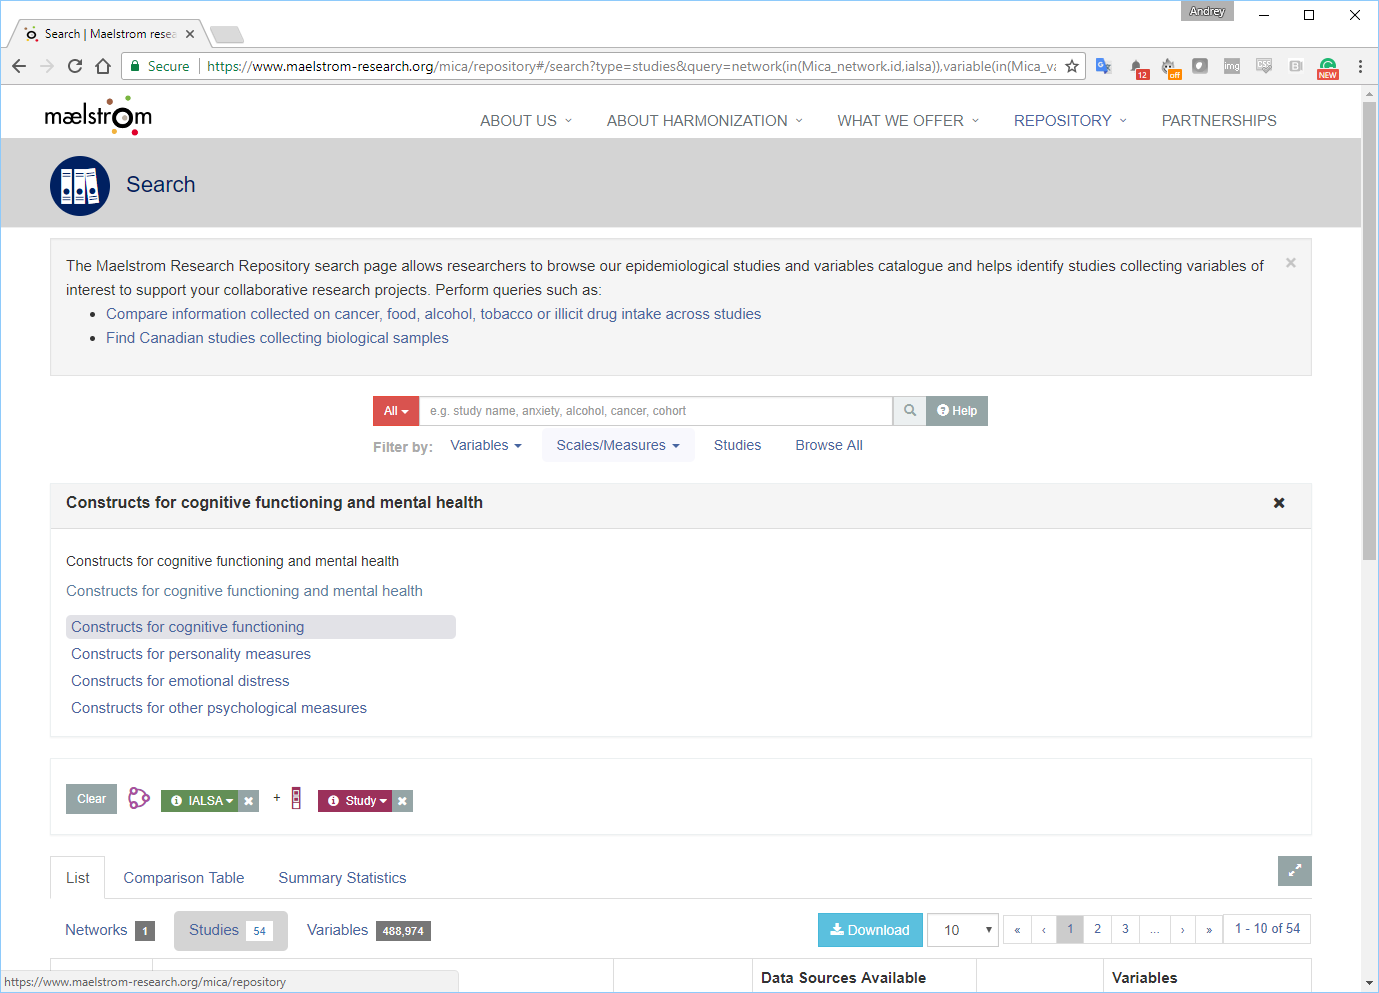 Andrey
Search | Maelstrom resea
Secure https://www.maelstrom-research.org/mica/repository#/search?type=studies&query=network(in(Mica_network.id,ialsa)),variable(in(Mica_va
12 off img CSS B NEW
mælstrom
ABOUT US ABOUT HARMONIZATION WHAT WE OFFER REPOSITORY PARTNERSHIPS
Search
The Maelstrom Research Repository search page allows researchers to browse our epidemiological studies and variables catalogue and helps identify studies collecting variables of
interest to support your collaborative research projects. Perform queries such as:
Compare information collected on cancer, food, alcohol, tobacco or illicit drug intake across studies
Find Canadian studies collecting biological samples
All e.g. study name, anxiety, alcohol, cancer, cohort Help
Filter by: Variables Scales/Measures Studies Browse All
Constructs for cognitive functioning and mental health
Constructs for cognitive functioning and mental health
Constructs for cognitive functioning and mental health
Constructs for cognitive functioning
Constructs for personality measures
Constructs for emotional distress
Constructs for other psychological measures
Clear IALSA + Study
List Comparison Table Summary Statistics
Networks 1 Studies 54 Variables 488,974 Download 10 « ‹ 1 2 3 ... › » 1 - 10 of 54
Data Sources Available Variables
https://www.maelstrom-research.org/mica/repository